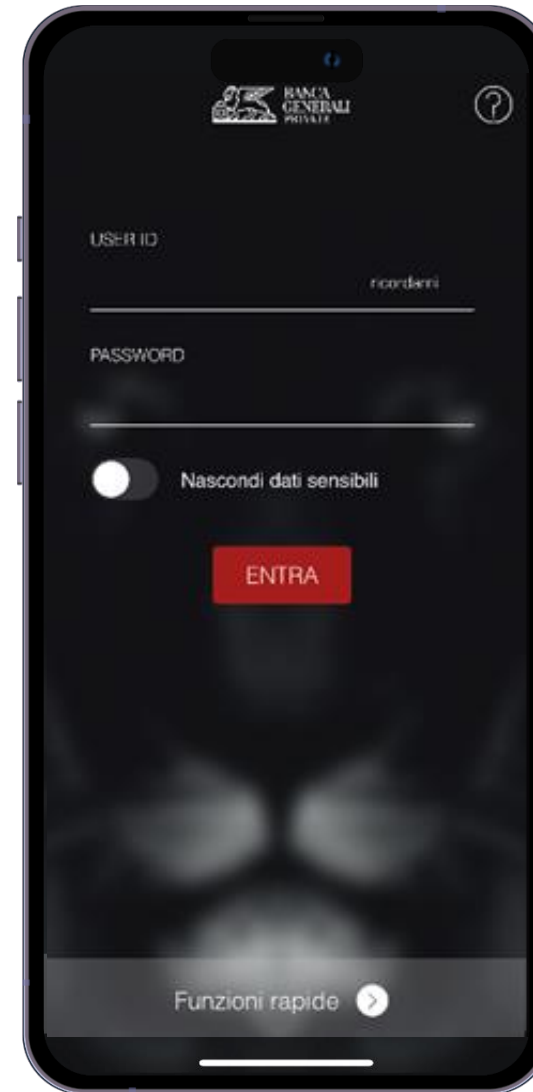 BANCA
GENERALI
PRIVATE
?
USER ID
ricordami
PASSWORD
Nascondi dati sensibili
ENTRA
Funzioni rapide